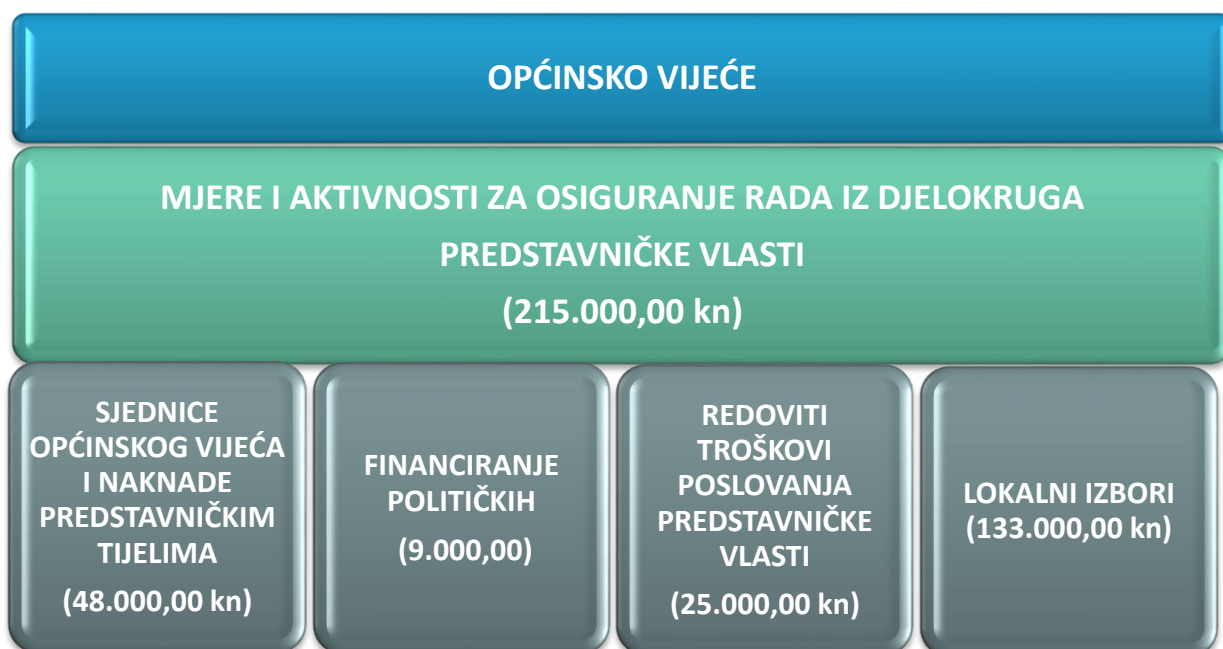 OPĆINSKO VIJEĆE
MJERE I AKTIVNOSTI ZA OSIGURANJE RADA IZ DJELOKRUGA
PREDSTAVNIČKE VLASTI
(215.000,00 kn)
SJEDNICE
OPĆINSKOG VIJEĆA
I NAKNADE
PREDSTAVNIČKIM
TIJELIMA
(48.000,00 kn)
FINANCIRANJE
POLITIČKIH
(9.000,00)
REDOVITI
TROŠKOVI
POSLOVANJA
PREDSTAVNIČKE
VLASTI
(25.000,00 kn)
LOKALNI IZBORI
(133.000,00 kn)